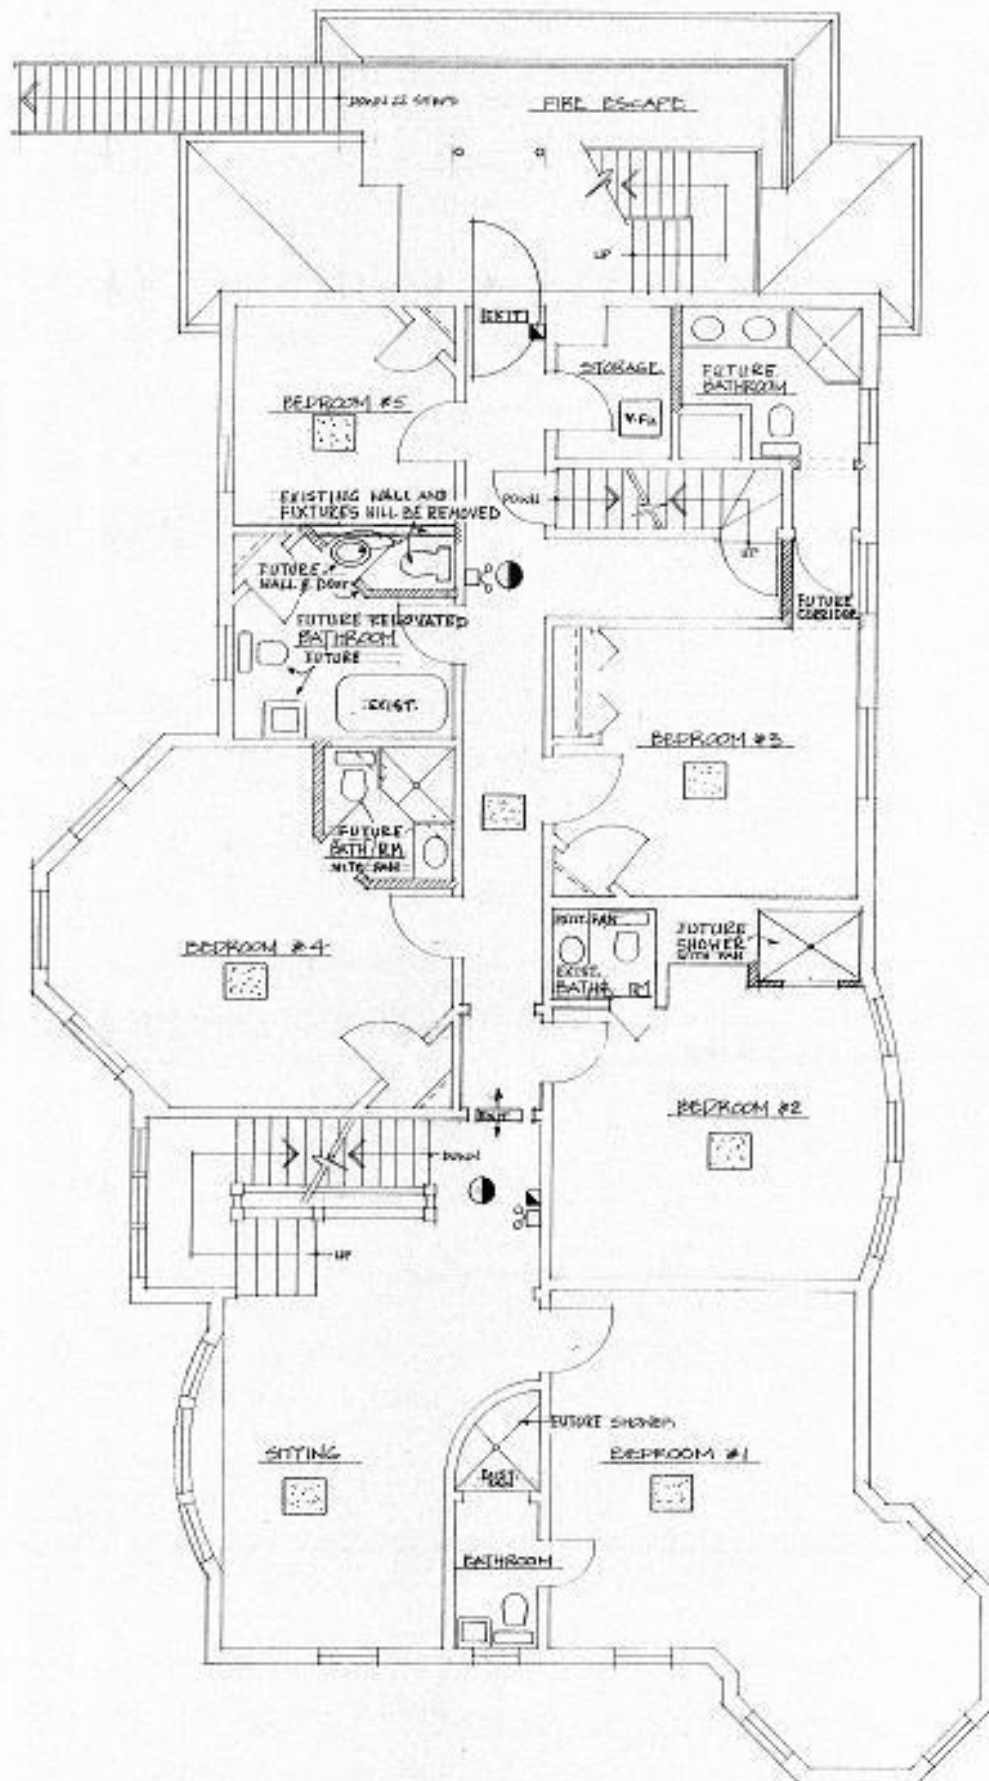 DOWN 22 STEPS
FIRE ESCAPE
UP
EXIT
STORAGE
FUTURE
BATHROOM
BEDROOM #5
EXISTING WALL AND
FIXTURES WILL BE REMOVED
DOWN
UP
FUTURE
WALL & DOOR
FUTURE
CORRIDOR
FUTURE RENOVATED
BATHROOM
FUTURE
EXIST.
BEDROOM #3
FUTURE
BATH RM
WITH FAN
BEDROOM #4
EXIST. FAN
EXIST.
BATH RM
FUTURE
SHOWER
WITH FAN
EXIT
BEDROOM #2
DOWN
UP
FUTURE SHOWER
SITTING
EXIST.
FAN
BEDROOM #1
BATHROOM